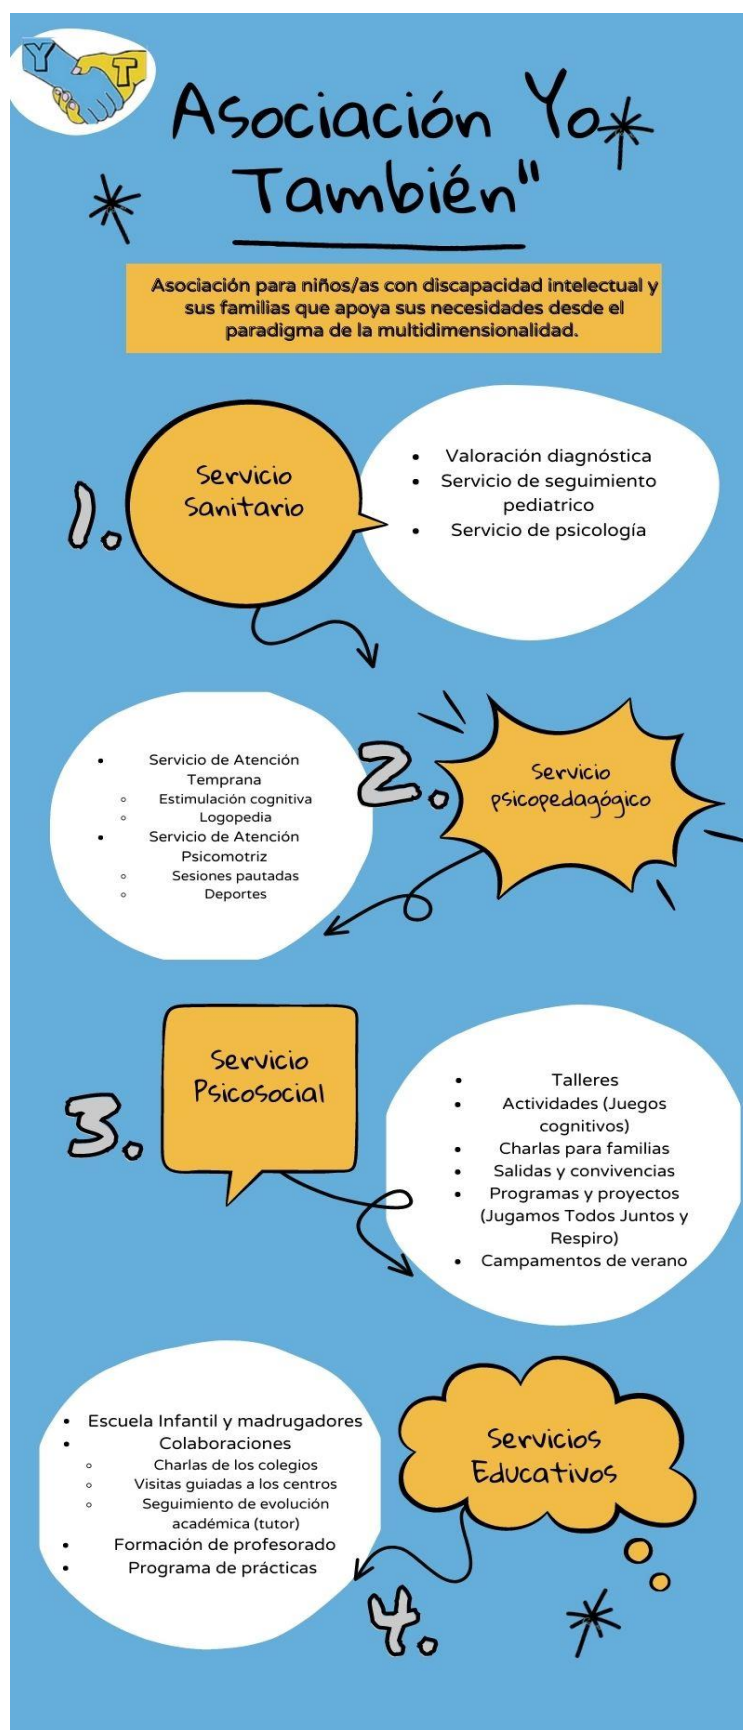 Y T
Asociación Yo
También"
Asociación para niños/as con discapacidad intelectual y
sus familias que apoya sus necesidades desde el
paradigma de la multidimensionalidad.
1.
Servicio
Sanitario
• Valoración diagnóstica
• Servicio de seguimiento
pediatrico
• Servicio de psicología
2.
Servicio
psicopedagógico
• Servicio de Atención
Temprana
◦ Estimulación cognitiva
◦ Logopedia
• Servicio de Atención
Psicomotriz
◦ Sesiones pautadas
◦ Deportes
3.
Servicio
Psicosocial
• Talleres
• Actividades (Juegos
cognitivos)
• Charlas para familias
• Salidas y convivencias
• Programas y proyectos
(Jugamos Todos Juntos y
Respiro)
• Campamentos de verano
4.
Servicios
Educativos
• Escuela Infantil y madrugadores
• Colaboraciones
◦ Charlas de los colegios
◦ Visitas guiadas a los centros
◦ Seguimiento de evolución
académica (tutor)
• Formación de profesorado
• Programa de prácticas